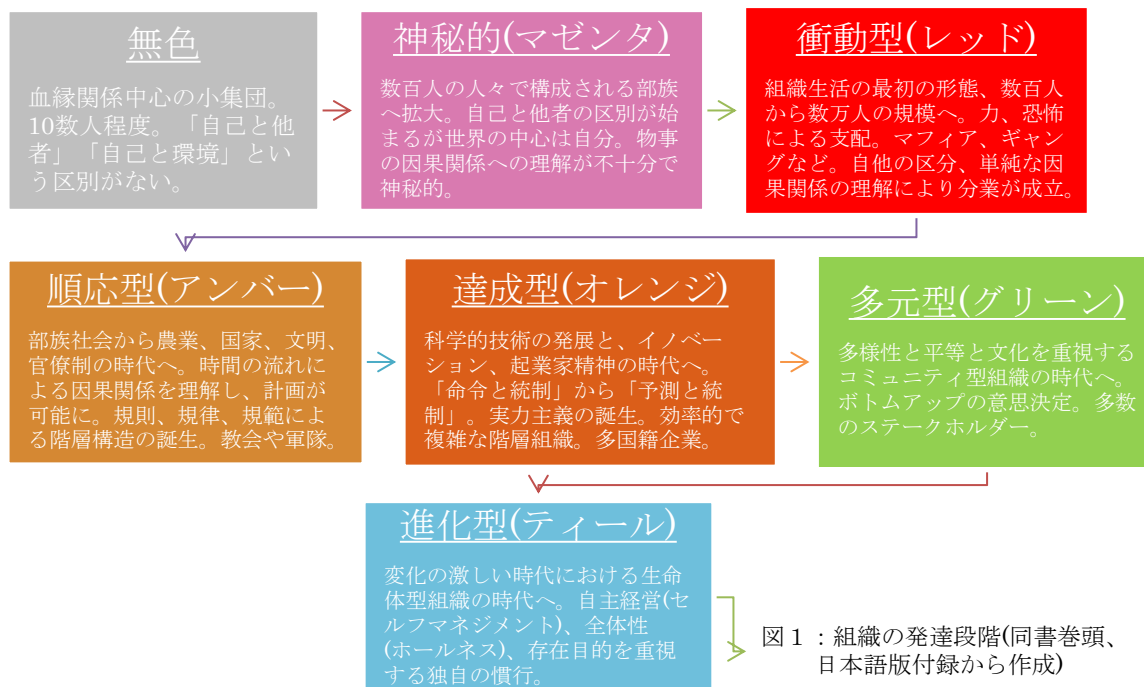 無色
血縁関係中心の小集団。
10数人程度。「自己と他
者」「自己と環境」とい
う区別がない。
神秘的(マゼンタ)
数百人の人々で構成される部族
へ拡大。自己と他者の区別が始
まるが世界の中心は自分。物事
の因果関係への理解が不十分で
神秘的。
衝動型(レッド)
組織生活の最初の形態、数百人
から数万人の規模へ。力、恐怖
による支配。マフィア、ギャン
グなど。自他の区分、単純な因
果関係の理解により分業が成立。
順応型(アンバー)
部族社会から農業、国家、文明、
官僚制の時代へ。時間の流れに
よる因果関係を理解し、計画が
可能に。規則、規律、規範によ
る階層構造の誕生。教会や軍隊。
達成型(オレンジ)
科学的技術の発展と、イノベー
ション、起業家精神の時代へ。
「命令と統制」から「予測と統
制」。実力主義の誕生。効率的で
複雑な階層組織。多国籍企業。
多元型(グリーン)
多様性と平等と文化を重視する
コミュニティ型組織の時代へ。
ボトムアップの意思決定。多数
のステークホルダー。
進化型(ティール)
変化の激しい時代における生命
体型組織の時代へ。自主経営(セ
ルフマネジメント)、全体性
(ホールネス)、存在目的を重視
する独自の慣行。
図１：組織の発達段階(同書巻頭、
日本語版付録から作成)